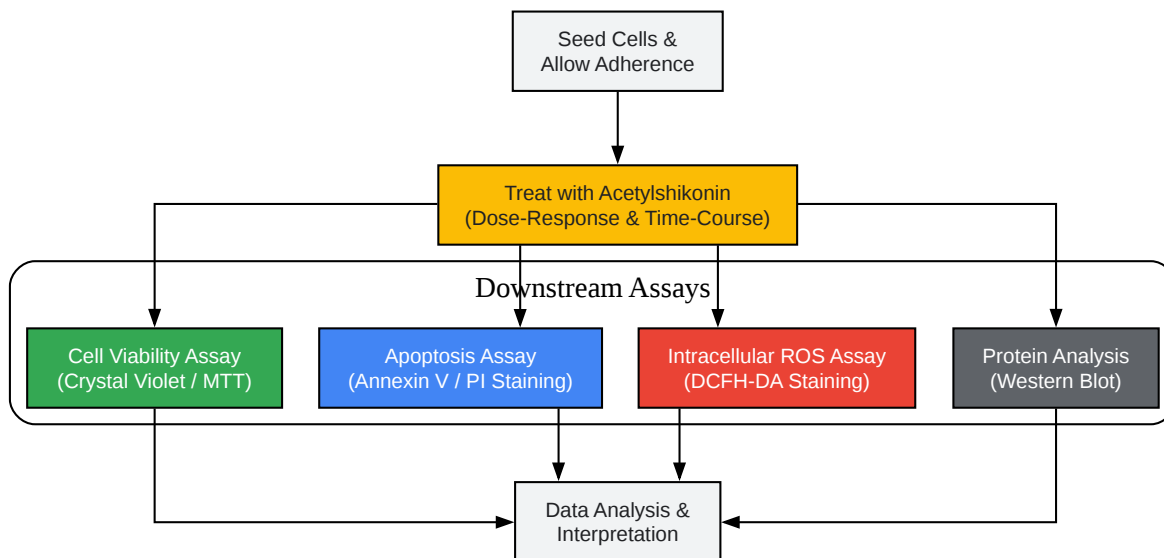 Seed Cells &
Allow Adherence
Treat with Acetylshikonin
(Dose-Response & Time-Course)
Downstream Assays
Cell Viability Assay
(Crystal Violet / MTT)
Apoptosis Assay
(Annexin V / PI Staining)
Intracellular ROS Assay
(DCFH-DA Staining)
Protein Analysis
(Western Blot)
Data Analysis &
Interpretation